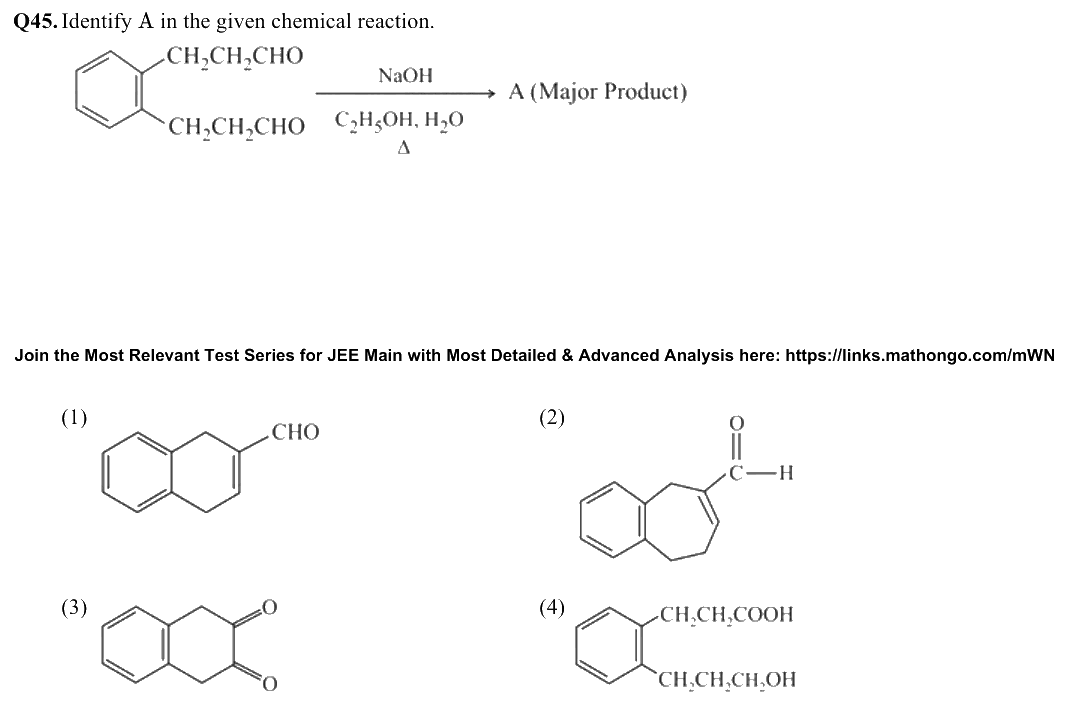 Q45. Identify A in the given chemical reaction.
CH₂CH₂CHO
NaOH
A (Major Product)
CH₂CH₂CHO
C₂H₅OH, H₂O
Δ
Join the Most Relevant Test Series for JEE Main with Most Detailed & Advanced Analysis here: https://links.mathongo.com/mWN
(1)
CHO
(2)
O
C—H
(3)
O
O
(4)
CH₂CH₂COOH
CH₂CH₂CH₂OH